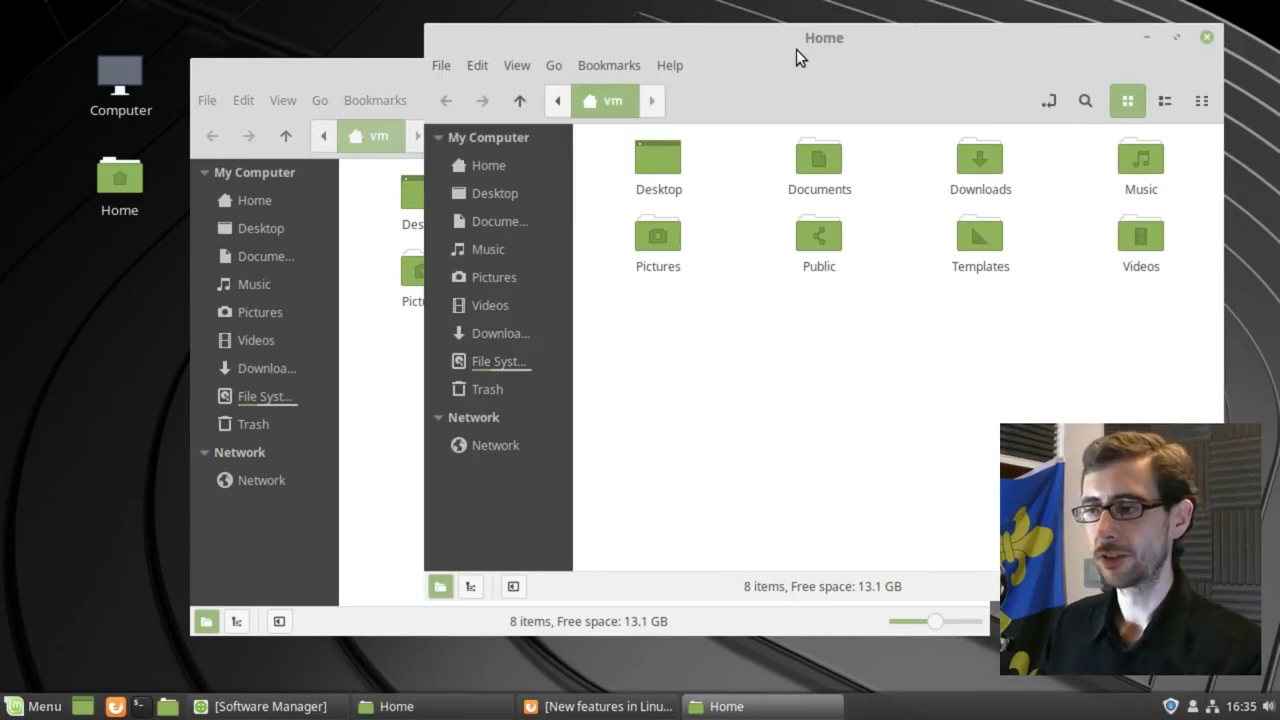 Computer
Home
File Edit View Go Bookmarks
vm
My Computer
Home
Desktop
Docume...
Music
Pictures
Videos
Downloa...
File Syst...
Trash
Network
Network
Des
Pict
8 items, Free space: 13.1 GB
Home
File Edit View Go Bookmarks Help
vm
My Computer
Home
Desktop
Docume...
Music
Pictures
Videos
Downloa...
File Syst...
Trash
Network
Network
Desktop Documents Downloads Music
Pictures Public Templates Videos
8 items, Free space: 13.1 GB
Menu [Software Manager] Home [New features in Linu... Home 16:35